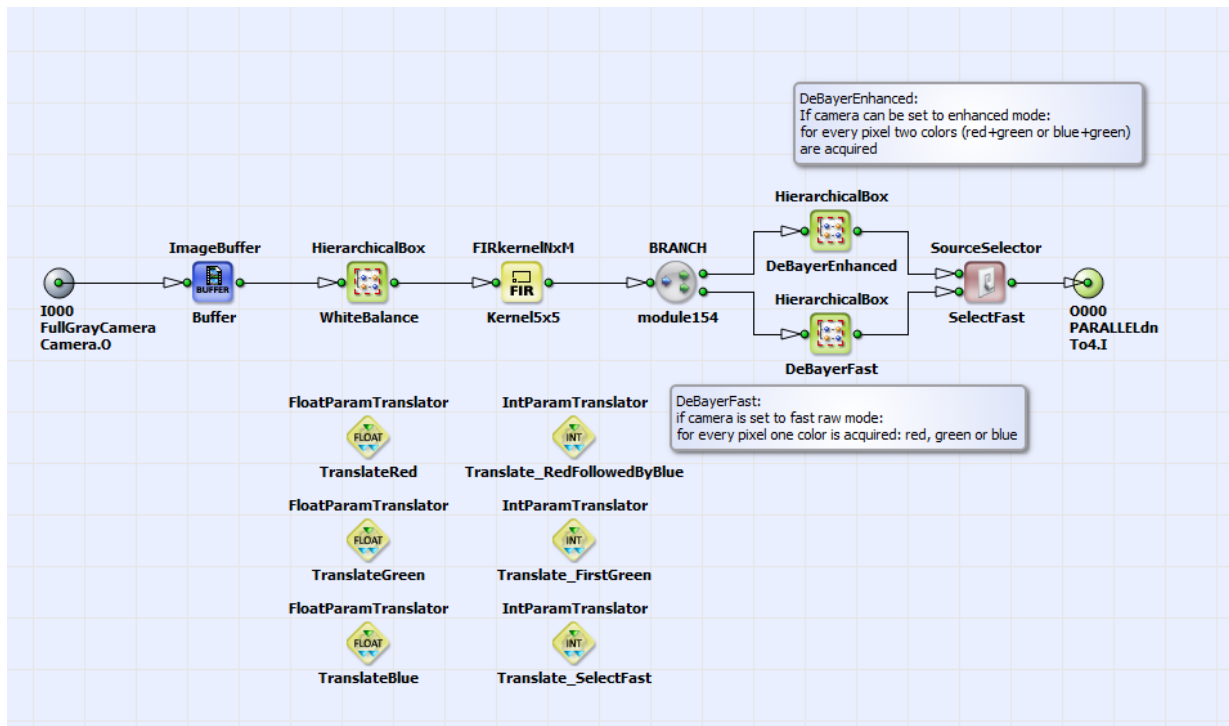 DeBayerEnhanced:
If camera can be set to enhanced mode:
for every pixel two colors (red+green or blue+green)
are acquired
HierarchicalBox
DeBayerEnhanced
ImageBuffer
BUFFER
Buffer
HierarchicalBox
WhiteBalance
FIRkernelNxM
FIR
Kernel5x5
BRANCH
module154
HierarchicalBox
DeBayerFast
SourceSelector
SelectFast
I000
FullGrayCamera
Camera.O
O000
PARALLELdn
To4.I
DeBayerFast:
if camera is set to fast raw mode:
for every pixel one color is acquired: red, green or blue
FloatParamTranslator
FLOAT
TranslateRed
IntParamTranslator
INT
Translate_RedFollowedByBlue
FloatParamTranslator
FLOAT
TranslateGreen
IntParamTranslator
INT
Translate_FirstGreen
FloatParamTranslator
FLOAT
TranslateBlue
IntParamTranslator
INT
Translate_SelectFast